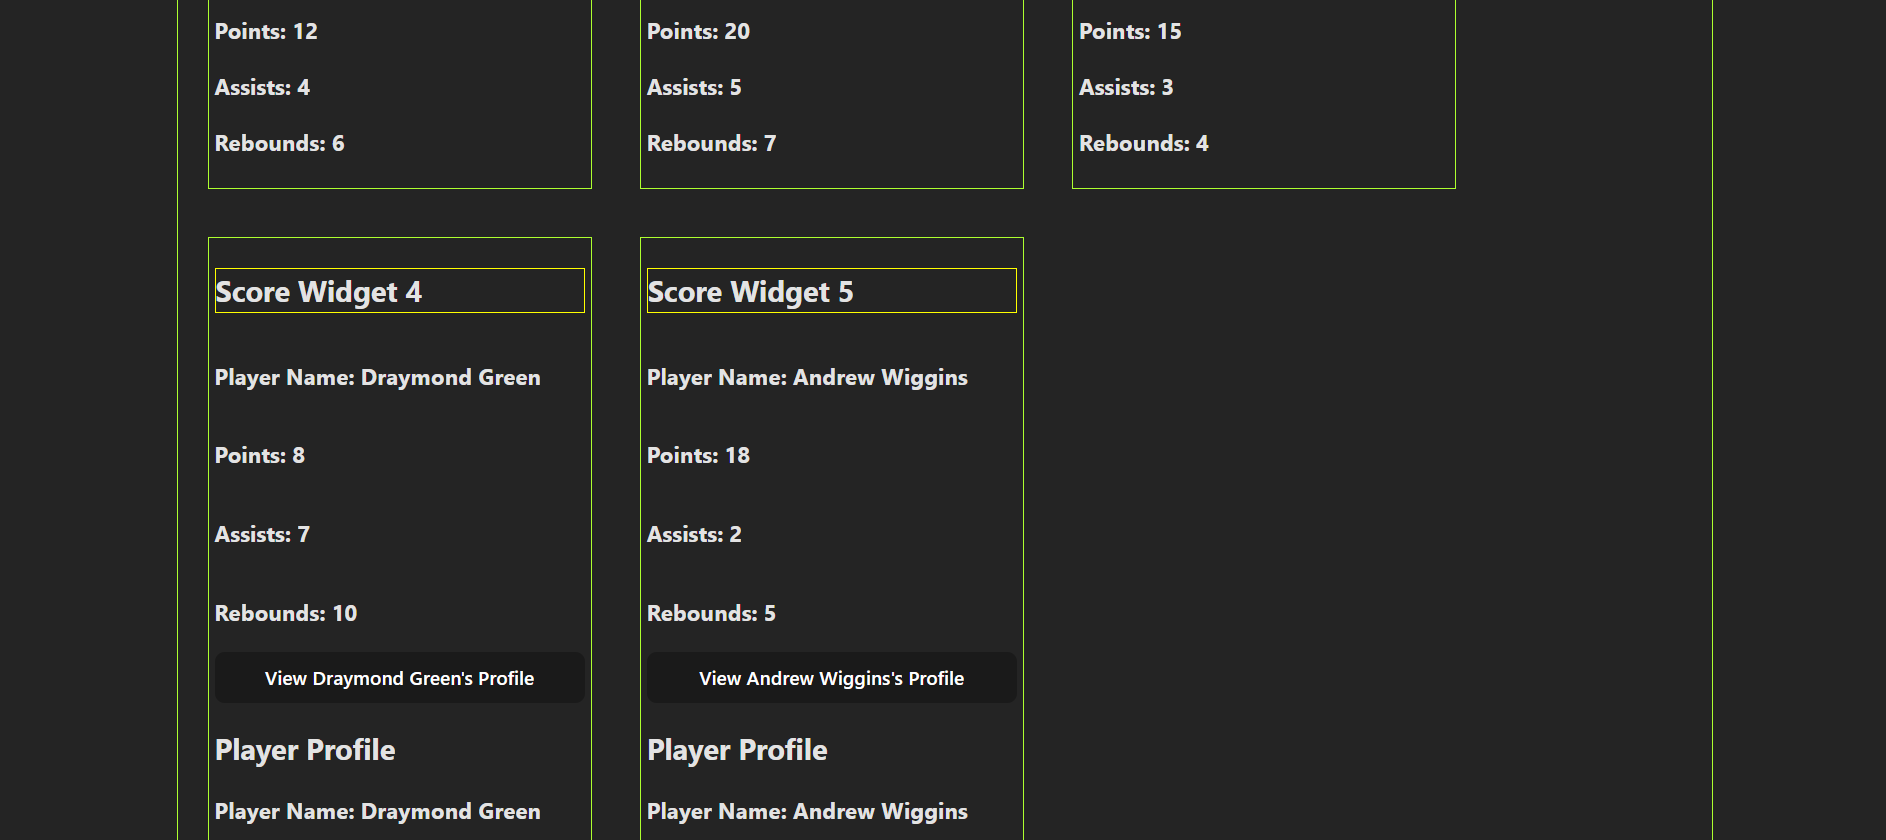 Points: 12
Points: 20
Points: 15
Assists: 4
Assists: 5
Assists: 3
Rebounds: 6
Rebounds: 7
Rebounds: 4
Score Widget 4
Player Name: Draymond Green
Points: 8
Assists: 7
Rebounds: 10
View Draymond Green's Profile
Player Profile
Player Name: Draymond Green
Score Widget 5
Player Name: Andrew Wiggins
Points: 18
Assists: 2
Rebounds: 5
View Andrew Wiggins's Profile
Player Profile
Player Name: Andrew Wiggins